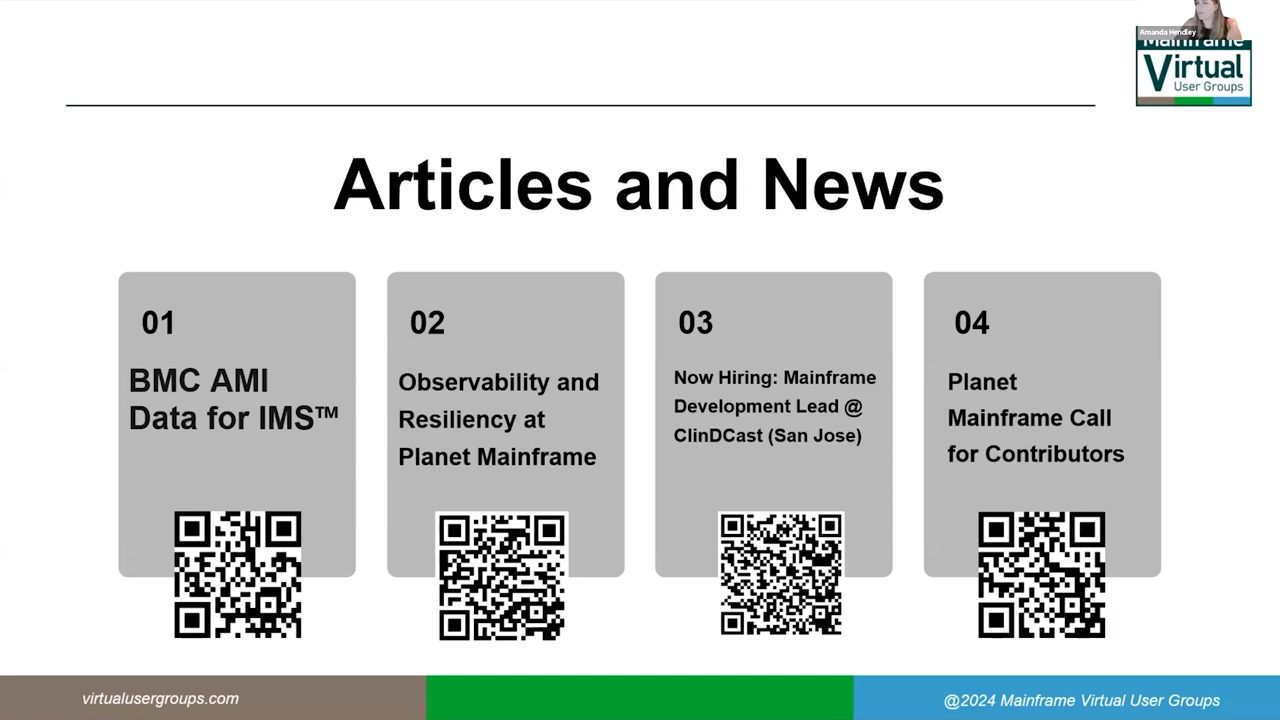 Amanda Hendley
Mainframe
Virtual
User Groups
Articles and News
01
BMC AMI
Data for IMS™
02
Observability and
Resiliency at
Planet Mainframe
03
Now Hiring: Mainframe
Development Lead @
ClinDCast (San Jose)
04
Planet
Mainframe Call
for Contributors
virtualusergroups.com
@2024 Mainframe Virtual User Groups